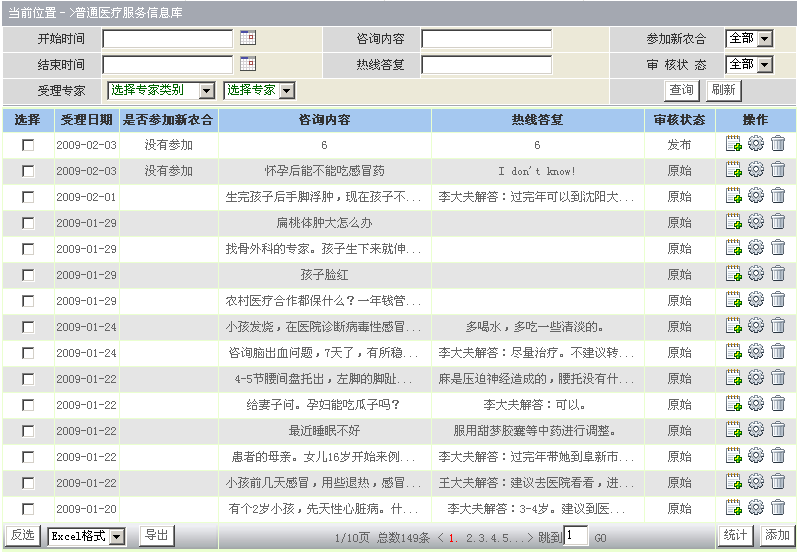 当前位置－>普通医疗服务信息库
开始时间 咨询内容 参加新农合 全部
结束时间 热线答复 审 核 状 态 全部
受理专家 选择专家类别 选择专家 查询 刷新
选择 受理日期 是否参加新农合 咨询内容 热线答复 审核状态 操作
2009-02-03 没有参加 6 6 发布
2009-02-03 没有参加 怀孕后能不能吃感冒药 I don't know! 原始
2009-02-01 生完孩子后手脚浮肿，现在孩子不... 李大夫解答：过完年可以到沈阳大... 原始
2009-01-29 扁桃体肿大怎么办 原始
2009-01-29 找骨外科的专家。孩子生下来就伸... 原始
2009-01-29 孩子脸红 原始
2009-01-29 农村医疗合作都保什么？一年钱管... 原始
2009-01-24 小孩发烧，在医院诊断病毒性感冒... 多喝水，多吃一些清淡的。 原始
2009-01-24 咨询脑出血问题，7天了，有所稳... 李大夫解答：尽量治疗。不建议转... 原始
2009-01-22 4-5节腰间盘托出，左脚的脚趾... 麻是压迫神经造成的，腰托没有什... 原始
2009-01-22 给妻子问。孕妇能吃瓜子吗？ 李大夫解答：可以。 原始
2009-01-22 最近睡眠不好 服用甜梦胶囊等中药进行调整。 原始
2009-01-22 患者的母亲。女儿16岁开始来例... 李大夫解答：过完年带她到阜新市... 原始
2009-01-22 小孩前几天感冒，用些退热，感冒... 王大夫解答：建议去医院看看，进... 原始
2009-01-20 有个2岁小孩，先天性心脏病。什... 李大夫解答：3-4岁。建议到医... 原始
反选 Excel格式 导出 1/10页 总数149条 < 1. 2.3.4.5...> 跳到 1 GO 统计 添加